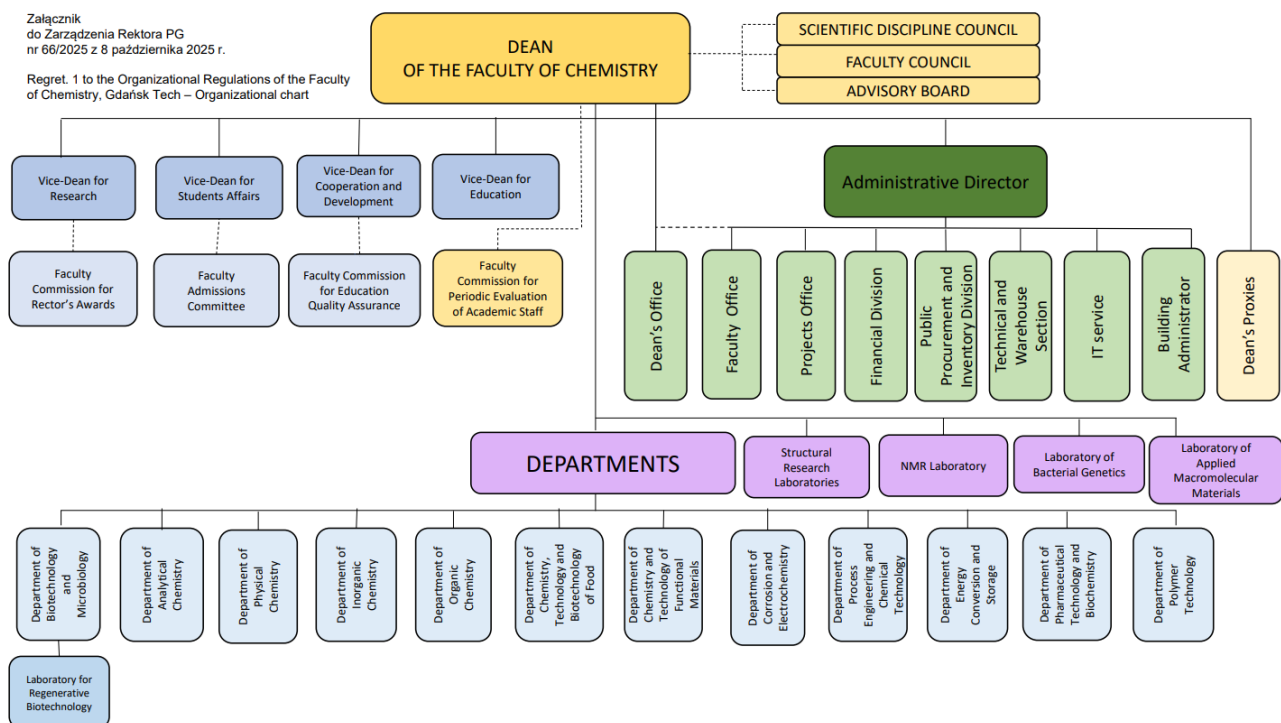 Załącznik
do Zarządzenia Rektora PG
nr 66/2025 z 8 października 2025 r.
Regret. 1 to the Organizational Regulations of the Faculty
of Chemistry, Gdańsk Tech – Organizational chart
DEAN
OF THE FACULTY OF CHEMISTRY
SCIENTIFIC DISCIPLINE COUNCIL
FACULTY COUNCIL
ADVISORY BOARD
Vice-Dean for
Research
Vice-Dean for
Students Affairs
Vice-Dean for
Cooperation and
Development
Vice-Dean for
Education
Administrative Director
Faculty
Commission for
Rector's Awards
Faculty
Admissions
Committee
Faculty Commission
for Education
Quality Assurance
Faculty
Commission for
Periodic Evaluation
of Academic Staff
Dean's Office
Faculty Office
Projects Office
Financial Division
Public
Procurement and
Inventory Division
Technical and
Warehouse
Section
IT service
Building
Administrator
Dean's Proxies
DEPARTMENTS
Structural
Research
Laboratories
NMR Laboratory
Laboratory of
Bacterial Genetics
Laboratory of
Applied
Macromolecular
Materials
Department of
Biotechnology
and
Microbiology
Department of
Analytical
Chemistry
Department of
Physical
Chemistry
Department of
Inorganic
Chemistry
Department of
Organic
Chemistry
Department of
Chemistry,
Technology and
Biotechnology
of Food
Department of
Chemistry and
Technology of
Functional
Materials
Department of
Corrosion and
Electrochemistry
Department of
Process
Engineering and
Chemical
Technology
Department of
Energy
Conversion and
Storage
Department of
Pharmaceutical
Technology and
Biochemistry
Department of
Polymer
Technology
Laboratory for
Regenerative
Biotechnology